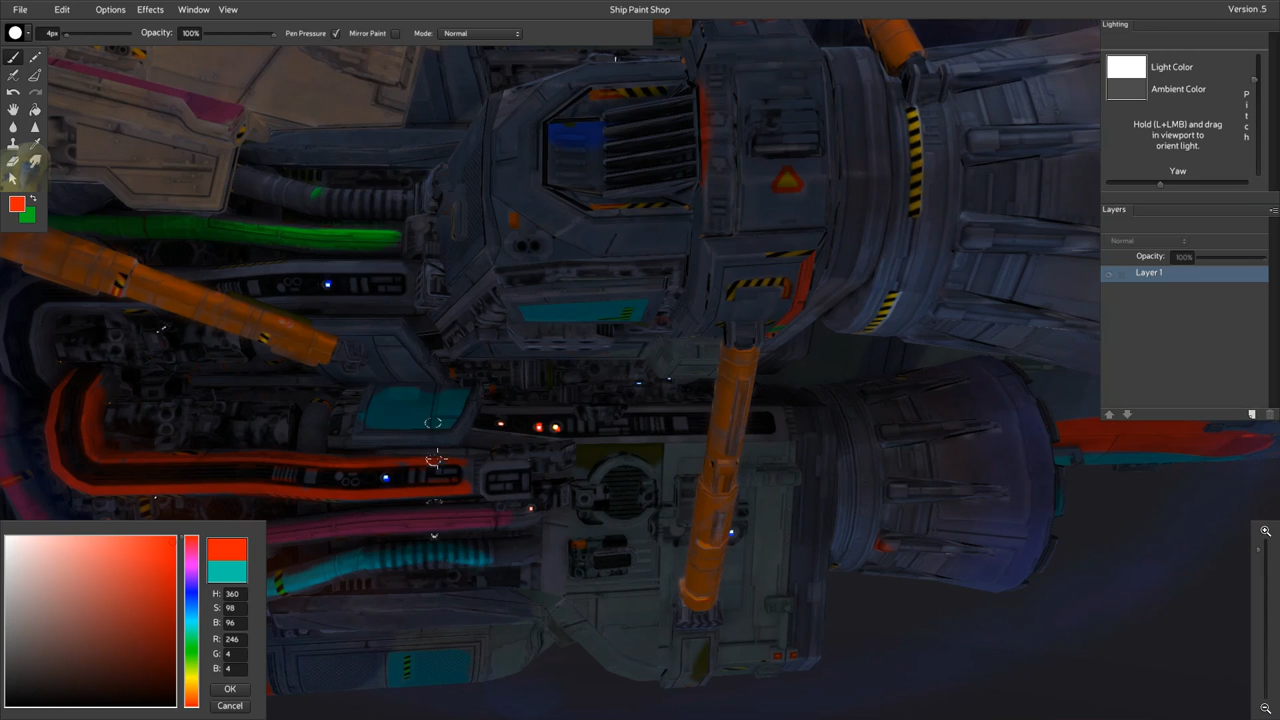 File Edit Options Effects Window View Ship Paint Shop Version .5
4px Opacity: 100% Pen Pressure Mirror Paint Mode: Normal
Lighting
Light Color
Ambient Color
Pitch
Hold (L+LMB) and drag
in viewport to
orient light.
Yaw
Layers
Normal
Opacity: 100%
Layer 1
H: 360
S: 98
B: 96
R: 246
G: 4
B: 4
OK
Cancel